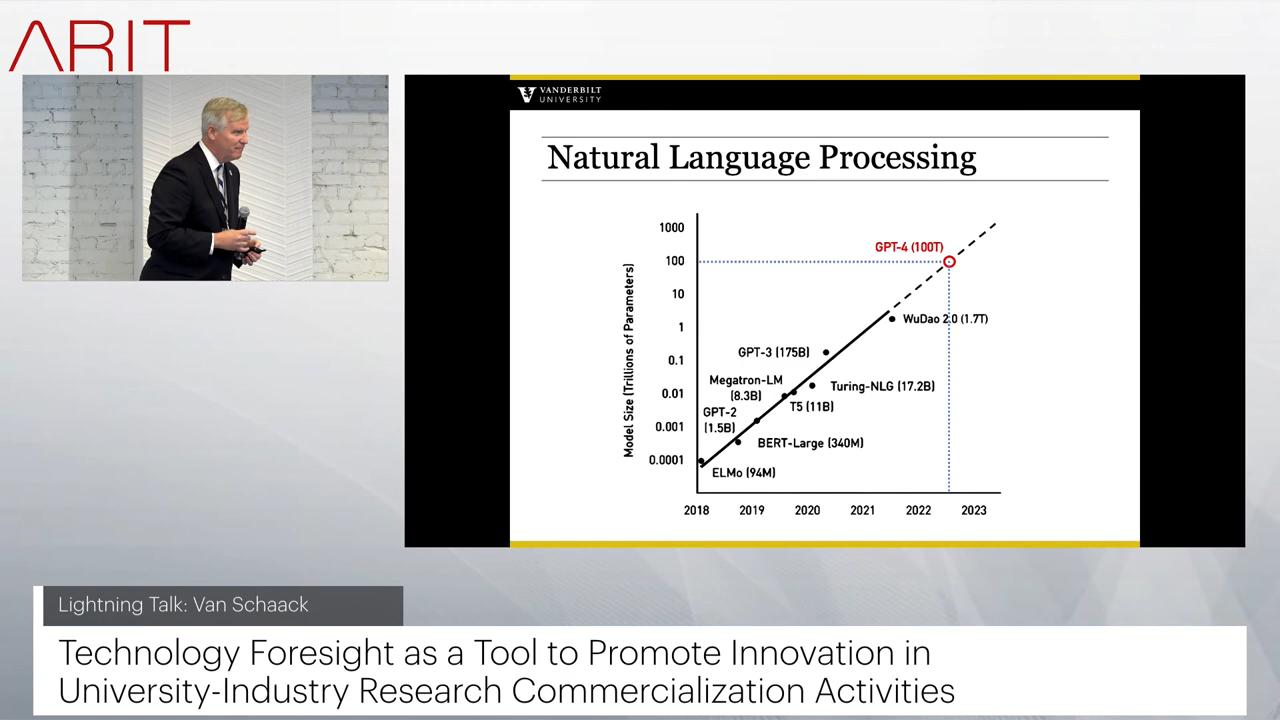 ARIT
VANDERBILT
UNIVERSITY
Natural Language Processing
Model Size (Trillions of Parameters)
1000
100
10
1
0.1
0.01
0.001
0.0001
GPT-4 (100T)
WuDao 2.0 (1.7T)
GPT-3 (175B)
Megatron-LM
(8.3B)
Turing-NLG (17.2B)
T5 (11B)
GPT-2
(1.5B)
BERT-Large (340M)
ELMo (94M)
2018 2019 2020 2021 2022 2023
Lightning Talk: Van Schaack
Technology Foresight as a Tool to Promote Innovation in
University-Industry Research Commercialization Activities